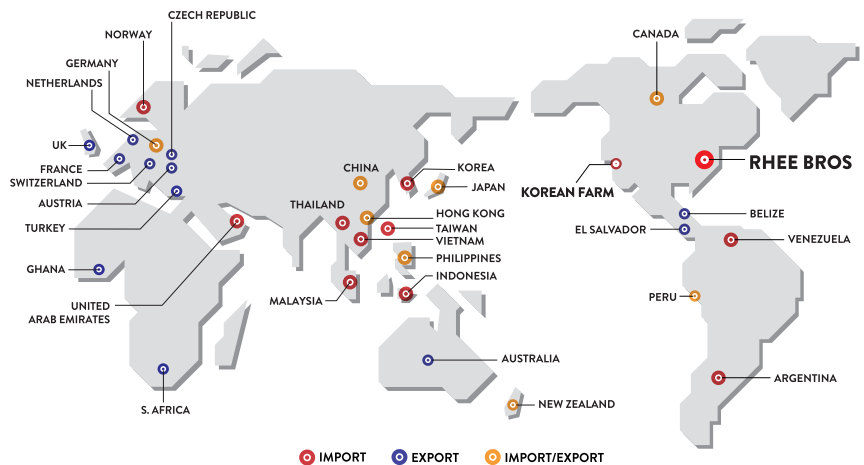 CZECH REPUBLIC
NORWAY
CANADA
GERMANY
NETHERLANDS
UK
RHEE BROS
FRANCE
CHINA
KOREA
SWITZERLAND
JAPAN
KOREAN FARM
AUSTRIA
THAILAND
HONG KONG
BELIZE
TURKEY
TAIWAN
EL SALVADOR
VIETNAM
VENEZUELA
PHILIPPINES
GHANA
INDONESIA
MALAYSIA
PERU
UNITED
ARAB EMIRATES
AUSTRALIA
ARGENTINA
S. AFRICA
NEW ZEALAND
IMPORT
EXPORT
IMPORT/EXPORT